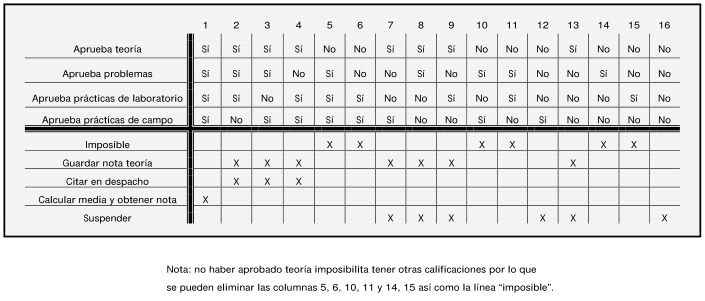 1 2 3 4 5 6 7 8 9 10 11 12 13 14 15 16
Aprueba teoría Sí Sí Sí Sí No No Sí Sí Sí No No No Sí No No No
Aprueba problemas Sí Sí Sí No Sí No No Sí No Sí Sí No No Sí No No
Aprueba prácticas de laboratorio Sí Sí No Sí Sí Sí Sí No Sí No Sí No No No Sí No
Aprueba prácticas de campo Sí No Sí Sí Sí Sí No No No Sí No Sí No No No No
Imposible X X X X X X
Guardar nota teoría X X X X X X X
Citar en despacho X X X
Calcular media y obtener nota X
Suspender X X X X X X
Nota: no haber aprobado teoría imposibilita tener otras calificaciones por lo que
se pueden eliminar las columnas 5, 6, 10, 11 y 14, 15 así como la línea “imposible”.